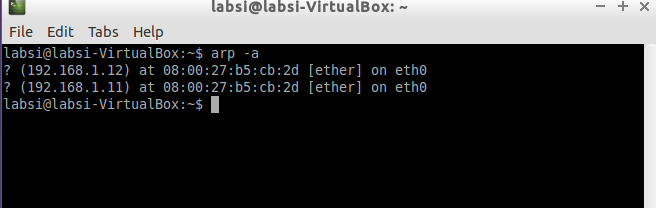 labsi@labsi-VirtualBox: ~
File Edit Tabs Help
labsi@labsi-VirtualBox:~$ arp -a
? (192.168.1.12) at 08:00:27:b5:cb:2d [ether] on eth0
? (192.168.1.11) at 08:00:27:b5:cb:2d [ether] on eth0
labsi@labsi-VirtualBox:~$